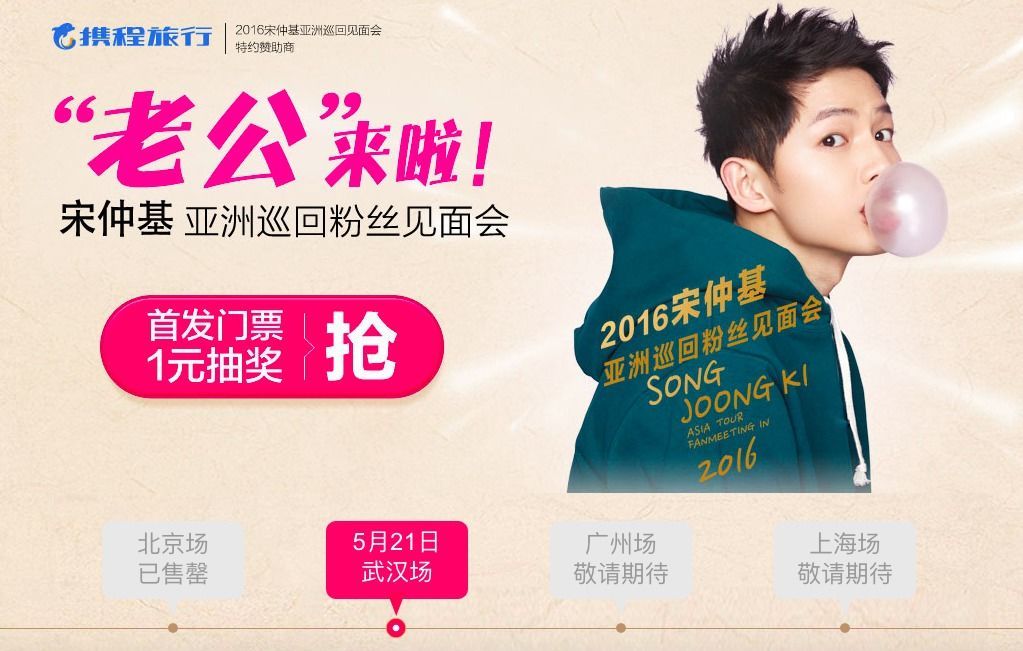 携程旅行
2016宋仲基亚洲巡回见面会
特约赞助商
“老公”来啦！
宋仲基 亚洲巡回粉丝见面会
首发门票
1元抽奖
抢
2016宋仲基
亚洲巡回粉丝见面会
SONG
JOONG KI
ASIA TOUR
FANMEETING IN
2016
北京场
已售罄
5月21日
武汉场
广州场
敬请期待
上海场
敬请期待